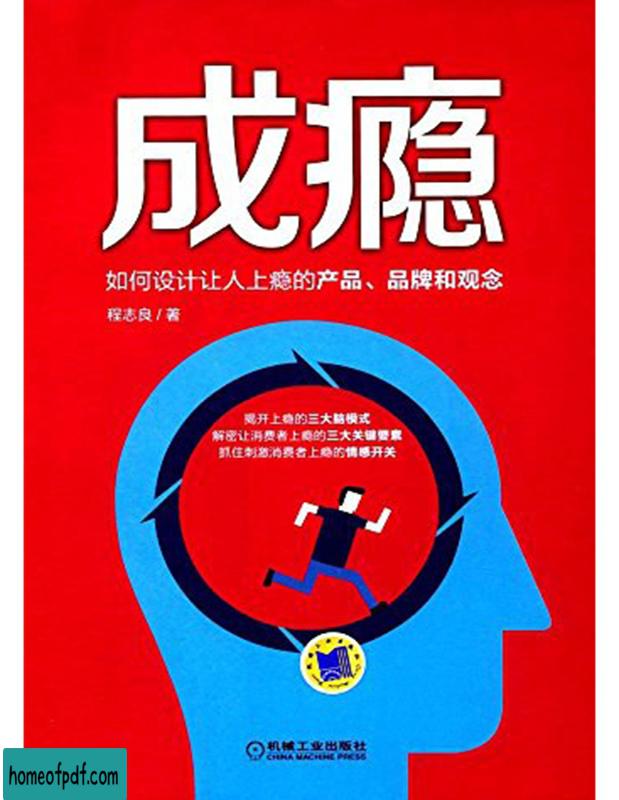 成瘾
如何设计让人上瘾的产品、品牌和观念
程志良/著
揭开上瘾的三大脑模式
解密让消费者上瘾的三大关键要素
抓住刺激消费者上瘾的情感开关
机械工业出版社
CHINA MACHINE PRESS
homeofpdf.com